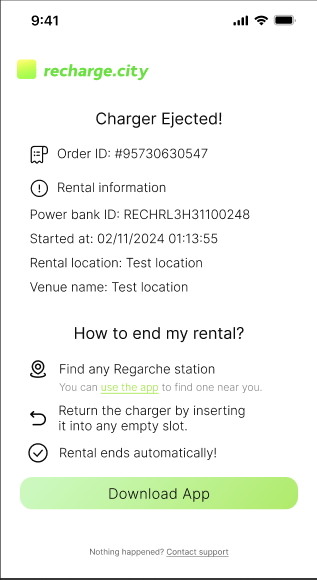 9:41
recharge.city
Charger Ejected!
Order ID: #95730630547
Rental information
Power bank ID: RECHRL3H31100248
Started at: 02/11/2024 01:13:55
Rental location: Test location
Venue name: Test location
How to end my rental?
Find any Regarche station
You can use the app to find one near you.
Return the charger by inserting
it into any empty slot.
Rental ends automatically!
Download App
Nothing happened? Contact support